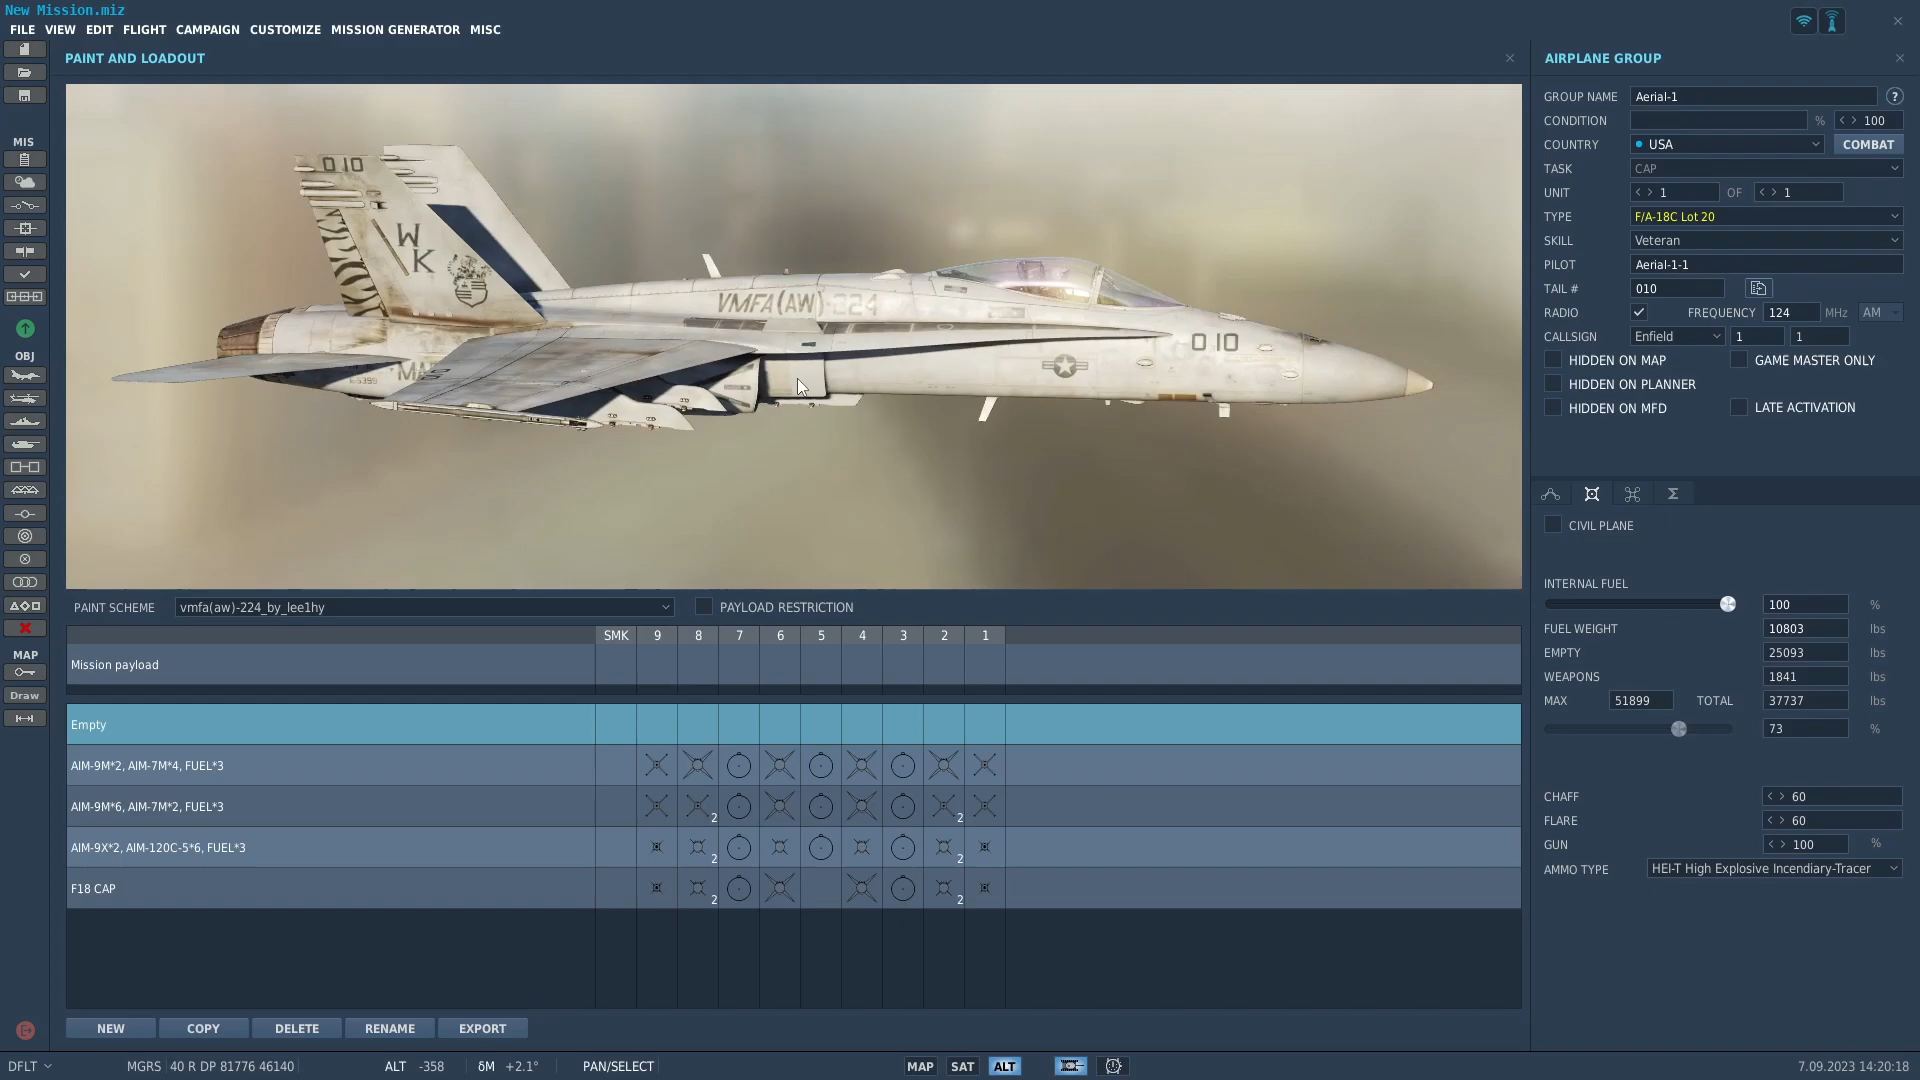 New Mission.miz
FILE VIEW EDIT FLIGHT CAMPAIGN CUSTOMIZE MISSION GENERATOR MISC
PAINT AND LOADOUT
AIRPLANE GROUP
GROUP NAME Aerial-1 ?
CONDITION % 100
COUNTRY USA COMBAT
TASK CAP
UNIT 1 OF 1
TYPE F/A-18C Lot 20
SKILL Veteran
PILOT Aerial-1-1
TAIL # 010
RADIO FREQUENCY 124 MHz AM
CALLSIGN Enfield 1 1
HIDDEN ON MAP GAME MASTER ONLY
HIDDEN ON PLANNER
HIDDEN ON MFD LATE ACTIVATION
CIVIL PLANE
INTERNAL FUEL
100 %
FUEL WEIGHT 10803 lbs
EMPTY 25093 lbs
WEAPONS 1841 lbs
MAX 51899 TOTAL 37737 lbs
73 %
CHAFF 60
FLARE 60
GUN 100 %
AMMO TYPE HEI-T High Explosive Incendiary-Tracer
MIS
OBJ
MAP
Draw
010
WK
VMFA(AW)-224
010
PAINT SCHEME vmfa(aw)-224_by_lee1hy PAYLOAD RESTRICTION
SMK 9 8 7 6 5 4 3 2 1
Mission payload
Empty
AIM-9M*2, AIM-7M*4, FUEL*3
AIM-9M*6, AIM-7M*2, FUEL*3 2 2
AIM-9X*2, AIM-120C-5*6, FUEL*3 2 2
F18 CAP 2 2
NEW COPY DELETE RENAME EXPORT
DFLT MGRS 40 R DP 81776 46140 ALT -358 δM +2.1° PAN/SELECT MAP SAT ALT 7.09.2023 14:20:18